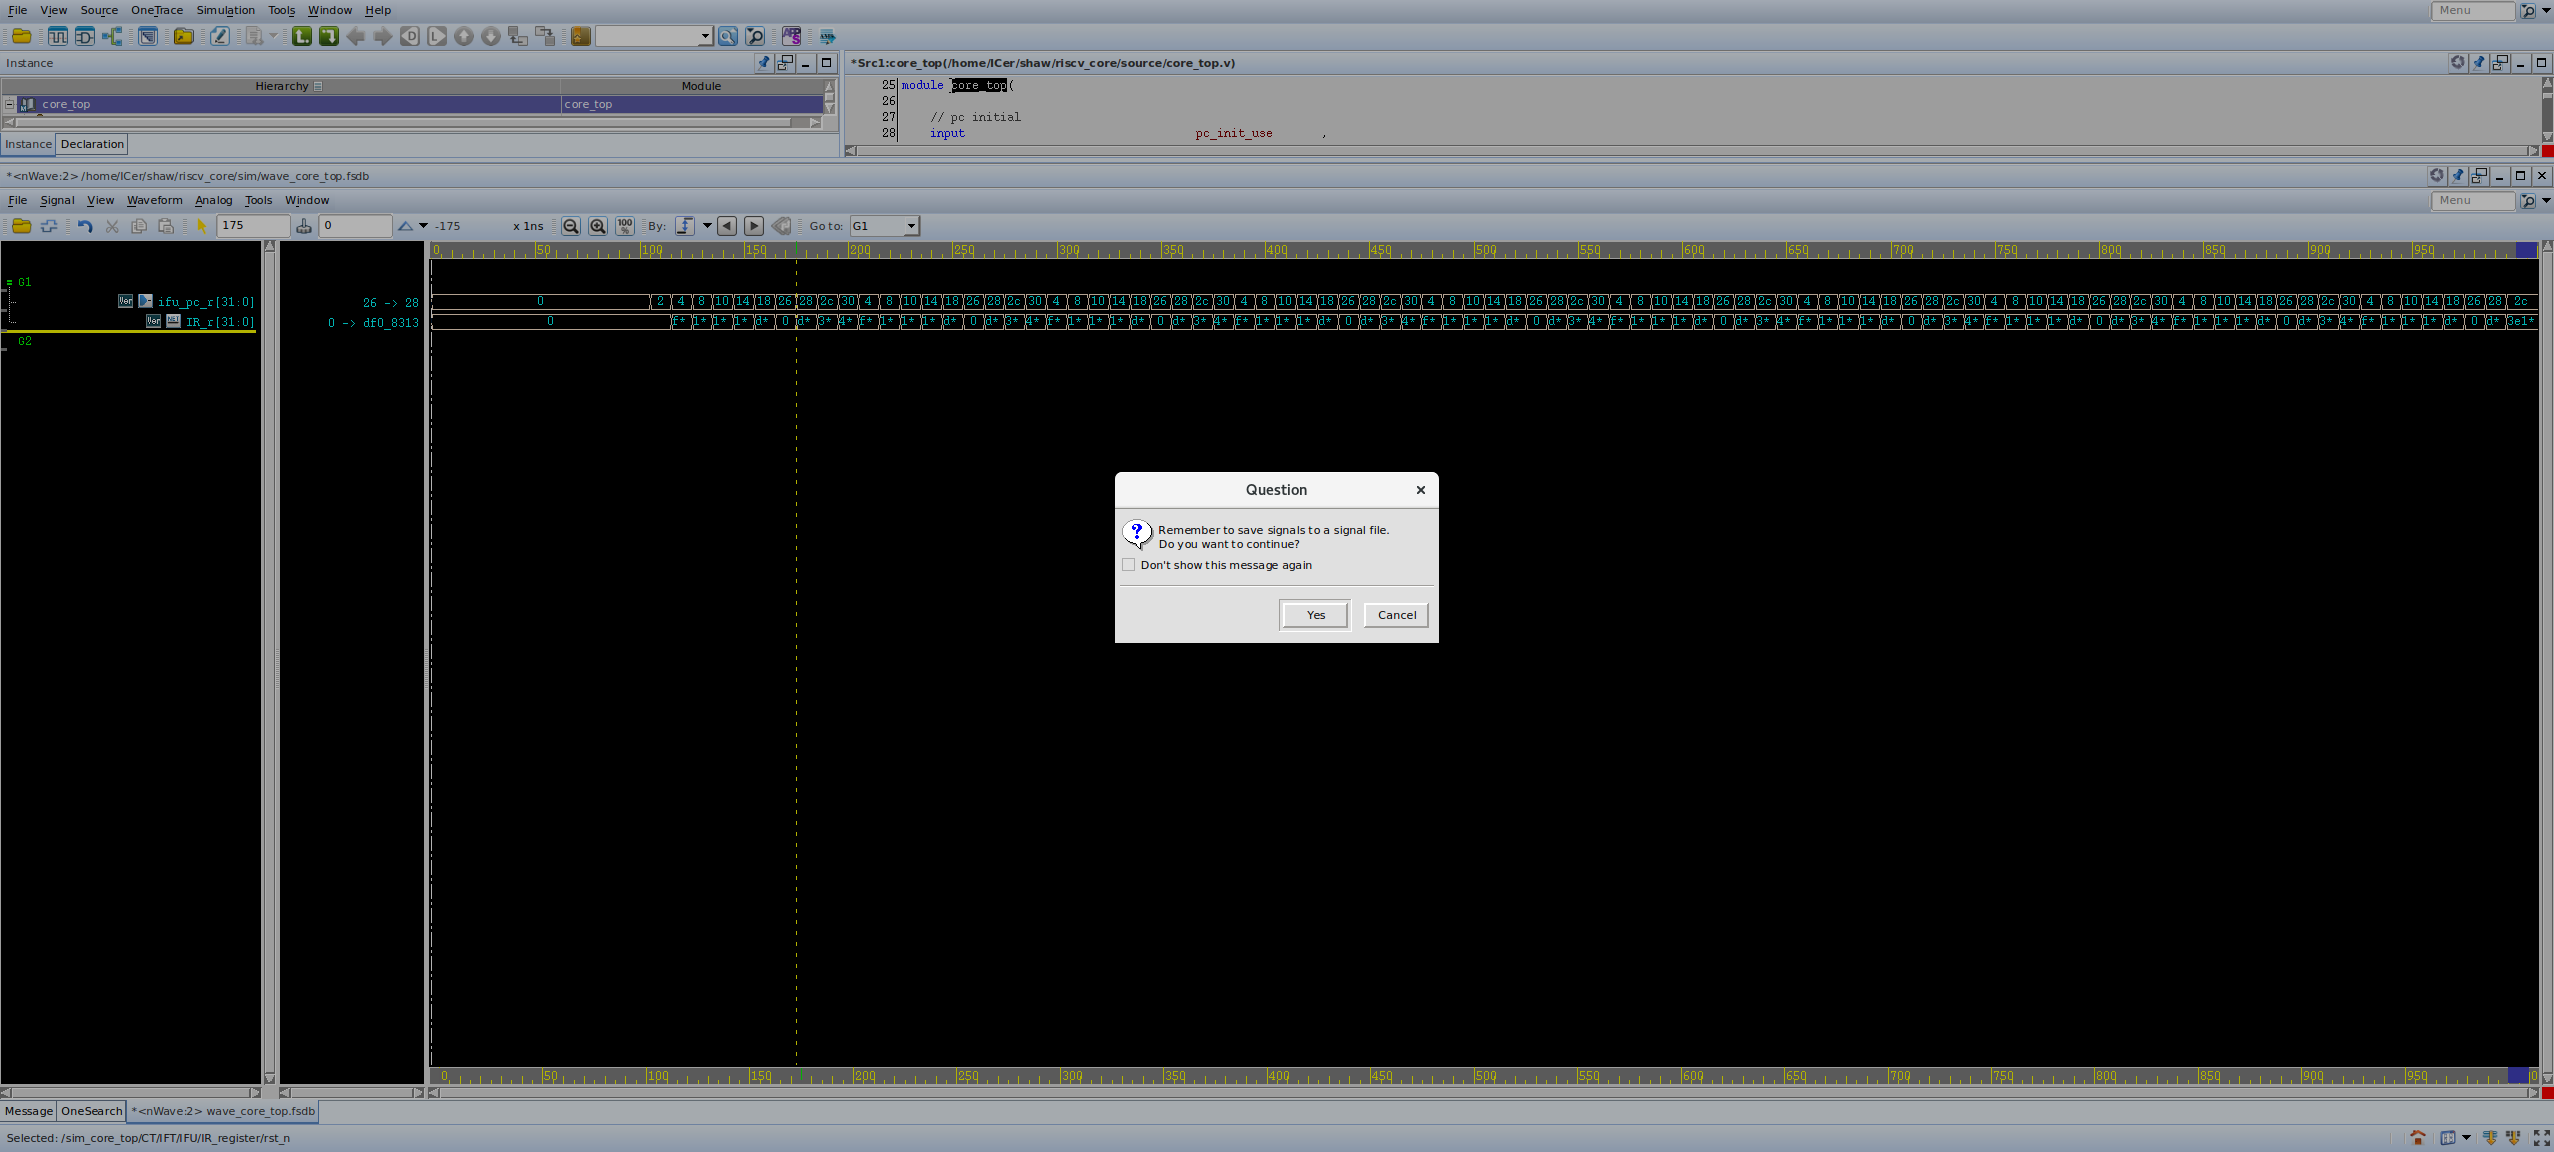 File View Source OneTrace Simulation Tools Window Help Menu
Instance
*Src1:core_top(/home/ICer/shaw/riscv_core/source/core_top.v)
Hierarchy Module
core_top core_top
Instance Declaration
25 module core_top(
26
27 // pc initial
28 input pc_init_use ,
*<nWave:2> /home/ICer/shaw/riscv_core/sim/wave_core_top.fsdb
File Signal View Waveform Analog Tools Window Menu
175 0 -175 x 1ns 100% By: Go to: G1
0 50 100 150 200 250 300 350 400 450 500 550 600 650 700 750 800 850 900 950
G1
ifu_pc_r[31:0] 26 -> 28 0 2 4 8 10 14 18 26 28 2c 30 4 8 10 14 18 26 28 2c 30 4 8 10 14 18 26 28 2c 30 4 8 10 14 18 26 28 2c 30 4 8 10 14 18 26 28 2c 30 4 8 10 14 18 26 28 2c 30 4 8 10 14 18 26 28 2c 30 4 8 10 14 18 26 28 2c 30 4 8 10 14 18 26 28 2c 30 4 8 10 14 18 26 28 2c
IR_r[31:0] 0 -> df0_8313 0 f* 1* 1* 1* d* 0 d* 3* 4* f* 1* 1* 1* d* 0 d* 3* 4* f* 1* 1* 1* d* 0 d* 3* 4* f* 1* 1* 1* d* 0 d* 3* 4* f* 1* 1* 1* d* 0 d* 3* 4* f* 1* 1* 1* d* 0 d* 3* 4* f* 1* 1* 1* d* 0 d* 3* 4* f* 1* 1* 1* d* 0 d* 3* 4* f* 1* 1* 1* d* 0 d* 3* 4* f* 1* 1* 1* d* 0 d* 3e1*
G2
Question
Remember to save signals to a signal file.
Do you want to continue?
Don't show this message again
Yes Cancel
0 50 100 150 200 250 300 350 400 450 500 550 600 650 700 750 800 850 900 950 0
Message OneSearch *<nWave:2> wave_core_top.fsdb
Selected: /sim_core_top/CT/IFT/IFU/IR_register/rst_n